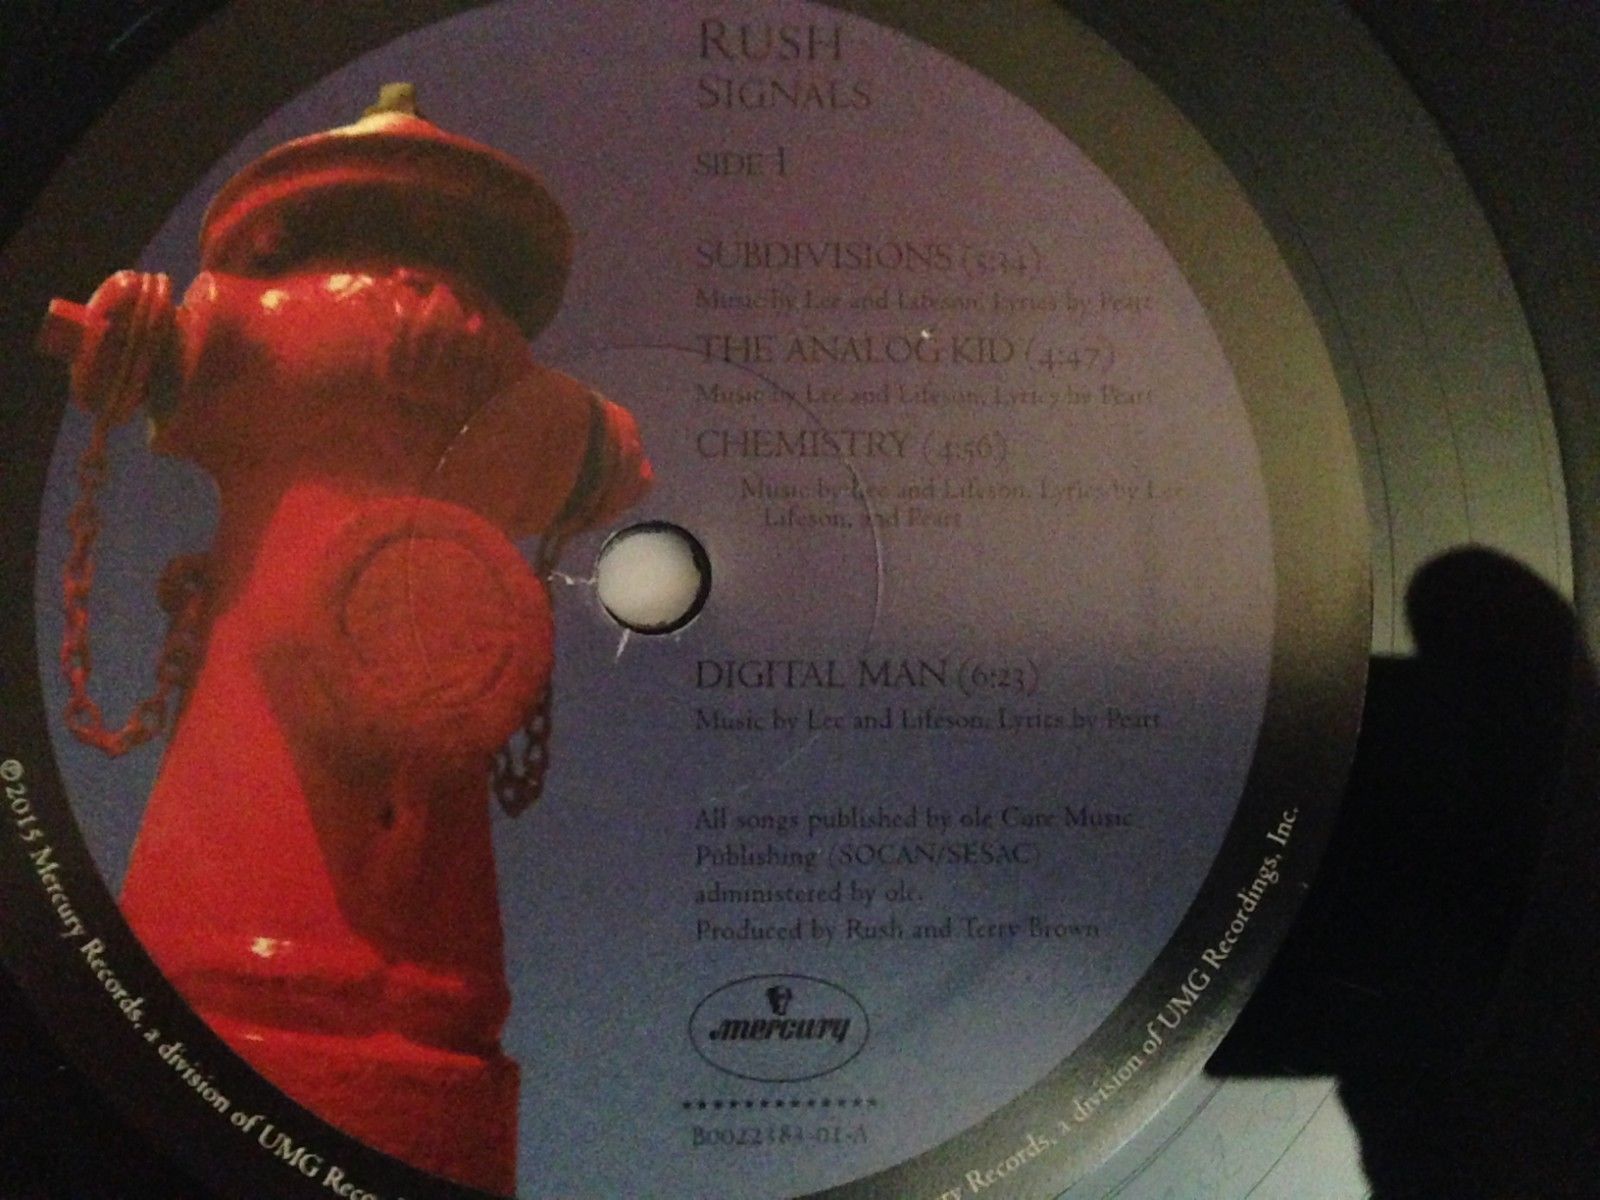 RUSH
SIGNALS
SIDE 1
SUBDIVISIONS (5:34)
Music by Lee and Lifeson, Lyrics by Peart
THE ANALOG KID (4:47)
Music by Lee and Lifeson, Lyrics by Peart
CHEMISTRY (4:56)
Music by Lee and Lifeson, Lyrics by Lee
Lifeson, and Peart
DIGITAL MAN (6:23)
Music by Lee and Lifeson, Lyrics by Peart
All songs published by ole Core Music
Publishing (SOCAN/SESAC)
administered by ole.
Produced by Rush and Terry Brown
mercury
*************
℗2015 Mercury Records, a division of UMG Reco
ry Records, a division of UMG Recordings, Inc.